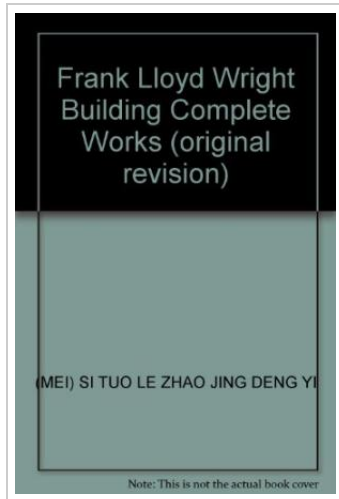 Frank Lloyd Wright
Building Complete
Works (original
revision)
(MEI) SI TUO LE ZHAO JING DENG YI
Note: This is not the actual book cover